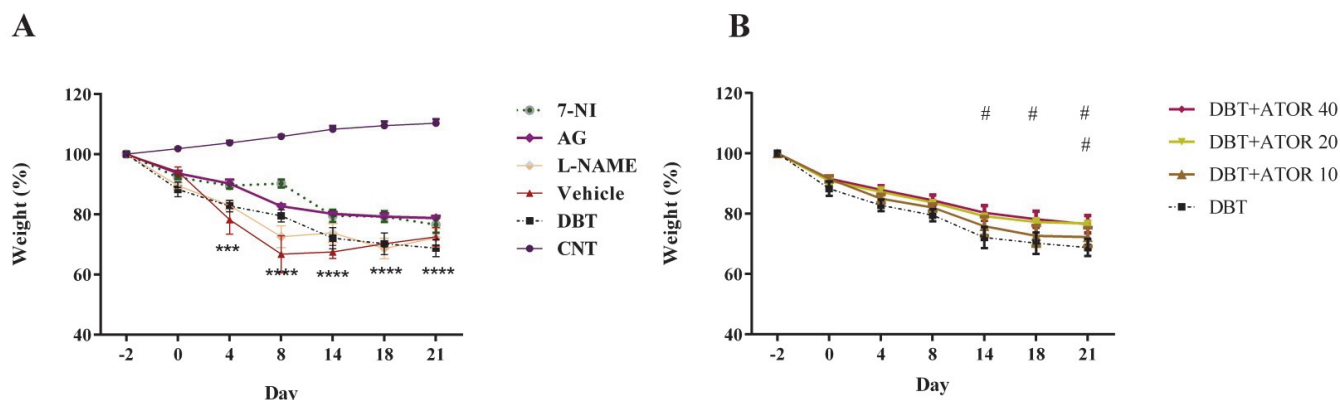 A
120
100
80
60
40
Weight (%)
-2 0 4 8 14 18 21
Day
*** **** **** **** ****
7-NI
AG
L-NAME
Vehicle
DBT
CNT
B
120
100
80
60
40
Weight (%)
-2 0 4 8 14 18 21
Day
# # #
#
DBT+ATOR 40
DBT+ATOR 20
DBT+ATOR 10
DBT